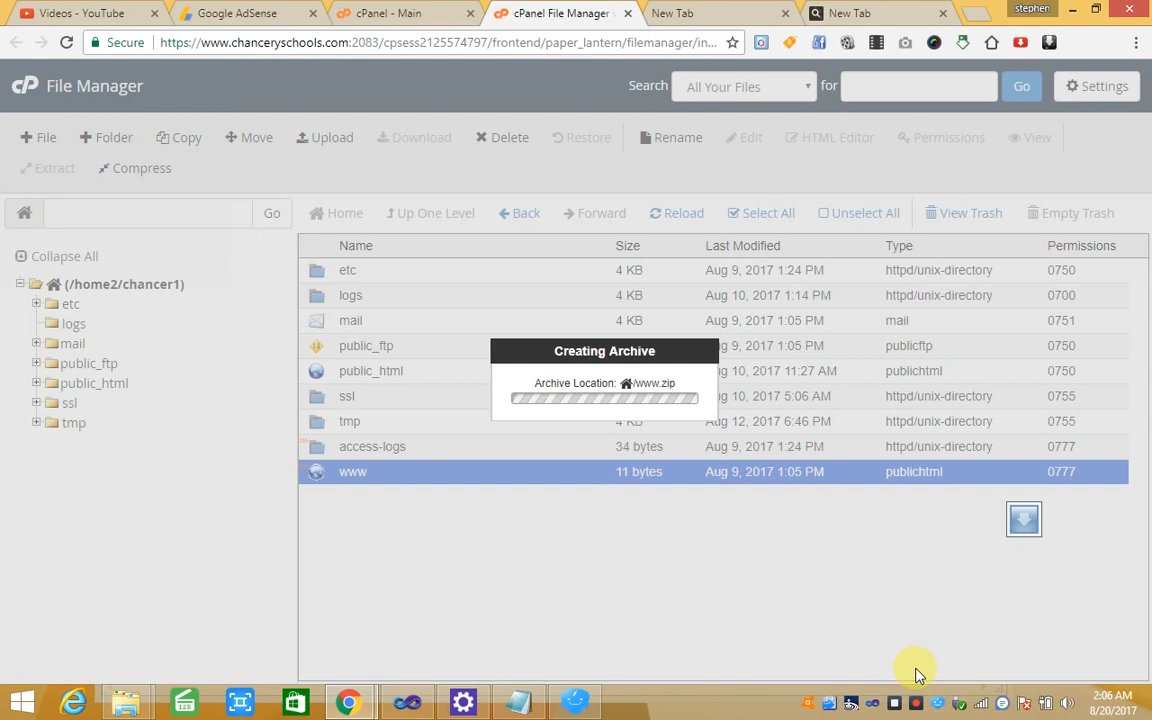 Videos - YouTube
Google AdSense
cPanel - Main
cPanel File Manager
New Tab
New Tab
stephen
Secure
https://www.chanceryschools.com:2083/cpsess2125574797/frontend/paper_lantern/filemanager/in...
cP File Manager
Search
All Your Files
for
Go
Settings
File
Folder
Copy
Move
Upload
Download
Delete
Restore
Rename
Edit
HTML Editor
Permissions
View
Extract
Compress
Go
Home
Up One Level
Back
Forward
Reload
Select All
Unselect All
View Trash
Empty Trash
Collapse All
(/home2/chancer1)
etc
logs
mail
public_ftp
public_html
ssl
tmp
Name Size Last Modified Type Permissions
etc 4 KB Aug 9, 2017 1:24 PM httpd/unix-directory 0750
logs 4 KB Aug 10, 2017 1:14 PM httpd/unix-directory 0700
mail 4 KB Aug 9, 2017 1:05 PM mail 0751
public_ftp 4 KB Aug 9, 2017 1:05 PM publicftp 0750
public_html 10, 2017 11:27 AM publichtml 0750
ssl 10, 2017 5:06 AM httpd/unix-directory 0755
tmp 4 KB Aug 12, 2017 6:46 PM httpd/unix-directory 0755
access-logs 34 bytes Aug 9, 2017 1:24 PM httpd/unix-directory 0777
www 11 bytes Aug 9, 2017 1:05 PM publichtml 0777
Creating Archive
Archive Location: /www.zip
123
2:06 AM
8/20/2017